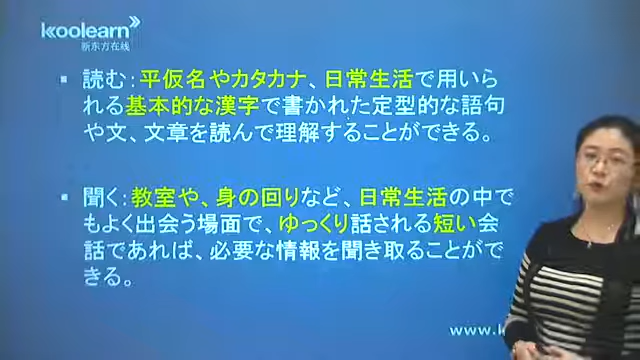 koolearn
新东方在线
▪ 読む：平仮名やカタカナ、日常生活で用いら
れる基本的な漢字で書かれた定型的な語句
や文、文章を読んで理解することができる。
▪ 聞く：教室や、身の回りなど、日常生活の中で
もよく出会う場面で、ゆっくり話される短い会
話であれば、必要な情報を聞き取ることがで
きる。
www.k